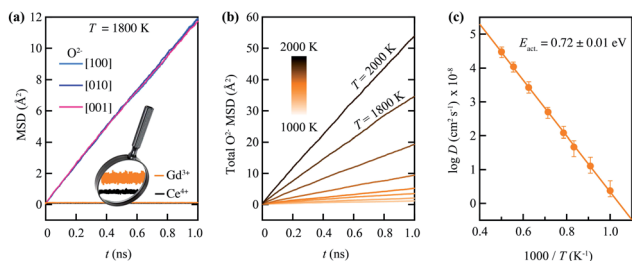 (a)
T = 1800 K
O²⁻
[100]
[010]
[001]
Gd³⁺
Ce⁴⁺
MSD (Å²)
12
10
8
6
4
2
0
0.0 0.2 0.4 0.6 0.8 1.0
t (ns)
(b)
2000 K
1000 K
T = 2000 K
T = 1800 K
Total O²⁻ MSD (Å²)
60
50
40
30
20
10
0
0.0 0.2 0.4 0.6 0.8 1.0
t (ns)
(c)
E act. = 0.72 ± 0.01 eV
log D (cm² s⁻¹) x 10⁻⁸
5
4
3
2
1
0
0.4 0.6 0.8 1.0
1000 / T (K⁻¹)